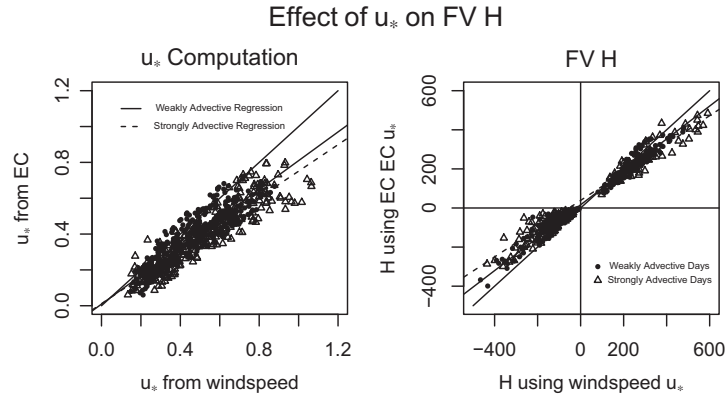 Effect of u* on FV H
u* Computation
1.2
0.8
0.4
0.0
u* from EC
Weakly Advective Regression
Strongly Advective Regression
0.0 0.4 0.8 1.2
u* from windspeed
FV H
600
200
0
−400
H using EC EC u*
Weakly Advective Days
Strongly Advective Days
−400 0 200 600
H using windspeed u*